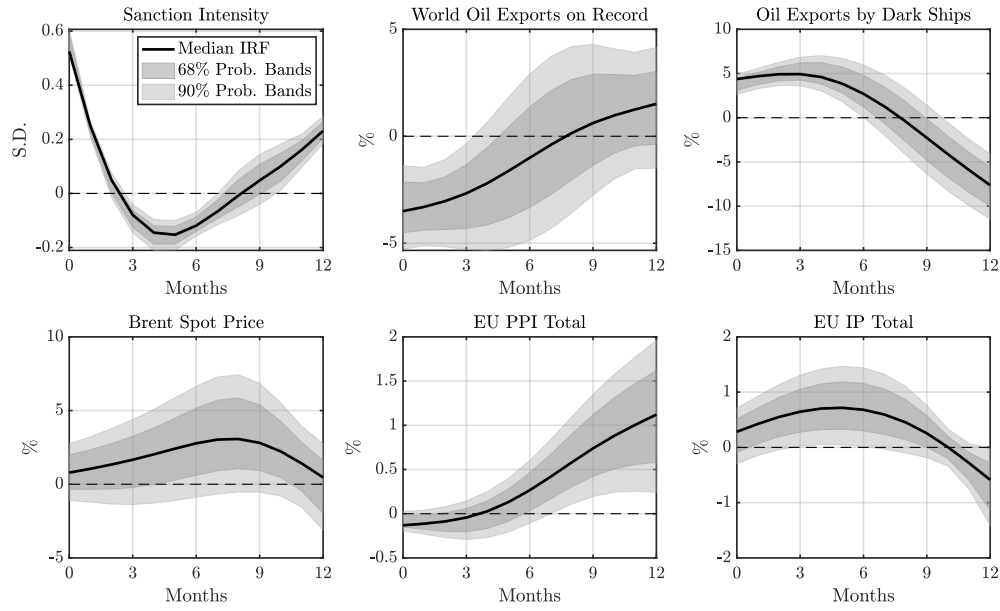 Sanction Intensity
0.6
0.4
0.2
0
-0.2
S.D.
Median IRF
68% Prob. Bands
90% Prob. Bands
0 3 6 9 12
Months
World Oil Exports on Record
5
0
-5
%
0 3 6 9 12
Months
Oil Exports by Dark Ships
10
5
0
-5
-10
15
%
0 3 6 9 12
Months
Brent Spot Price
10
5
0
-5
%
0 3 6 9 12
Months
EU PPI Total
2
1.5
1
0.5
0
-0.5
%
0 3 6 9 12
Months
EU IP Total
2
1
0
-1
-2
%
0 3 6 9 12
Months